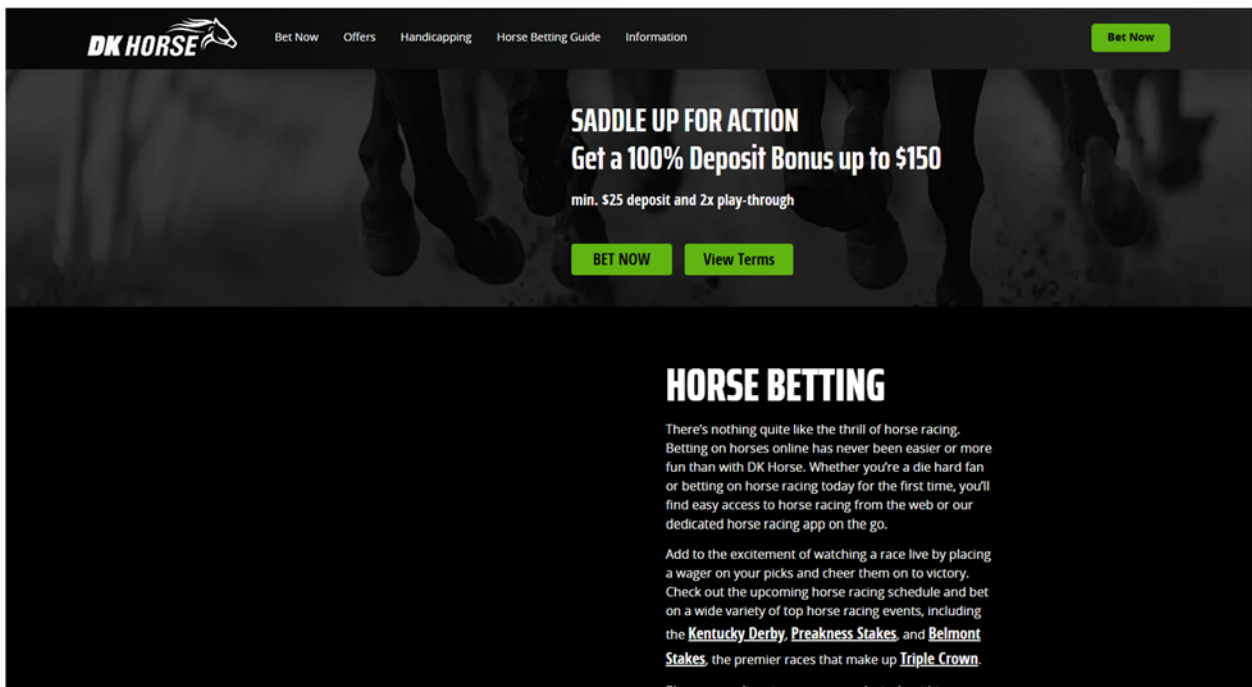 DK HORSE
Bet Now
Offers
Handicapping
Horse Betting Guide
Information
Bet Now
SADDLE UP FOR ACTION
Get a 100% Deposit Bonus up to $150
min. $25 deposit and 2x play-through
BET NOW
View Terms
HORSE BETTING
There's nothing quite like the thrill of horse racing.
Betting on horses online has never been easier or more
fun than with DK Horse. Whether you're a die hard fan
or betting on horse racing today for the first time, you'll
find easy access to horse racing from the web or our
dedicated horse racing app on the go.
Add to the excitement of watching a race live by placing
a wager on your picks and cheer them on to victory.
Check out the upcoming horse racing schedule and bet
on a wide variety of top horse racing events, including
the Kentucky Derby, Preakness Stakes, and Belmont
Stakes, the premier races that make up Triple Crown.